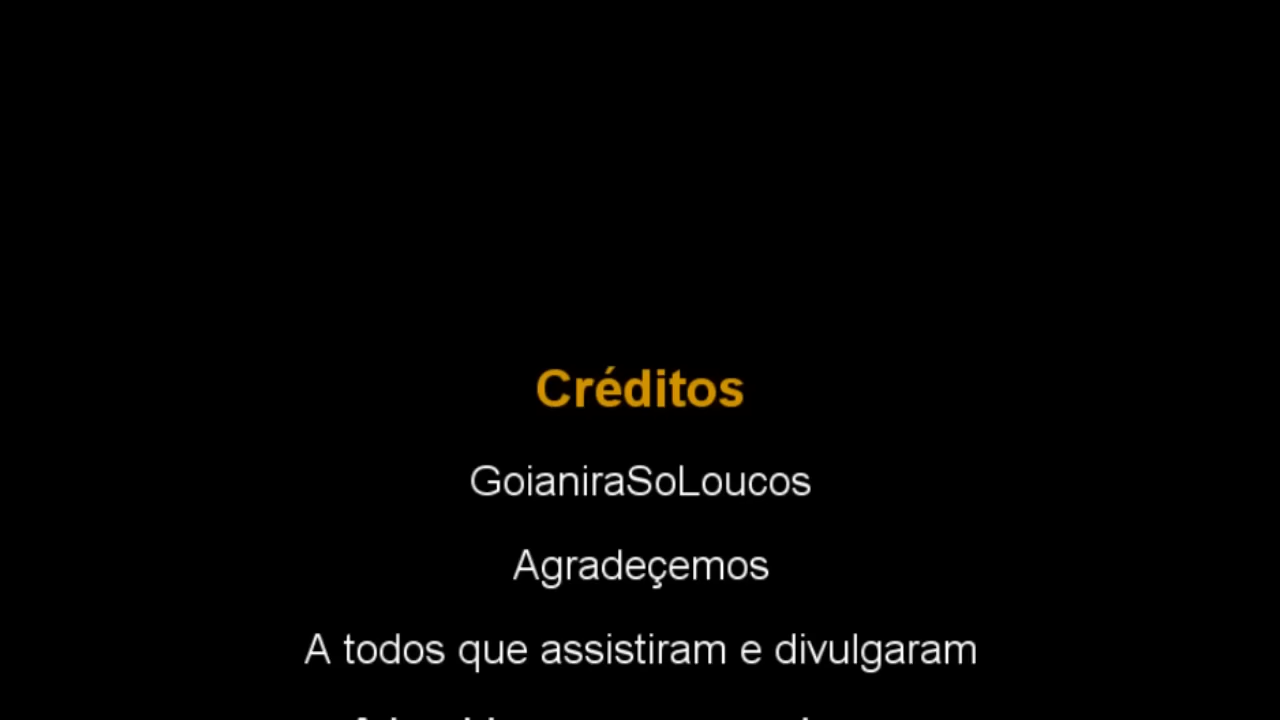 Créditos
GoianiraSoLoucos
Agradeçemos
A todos que assistiram e divulgaram